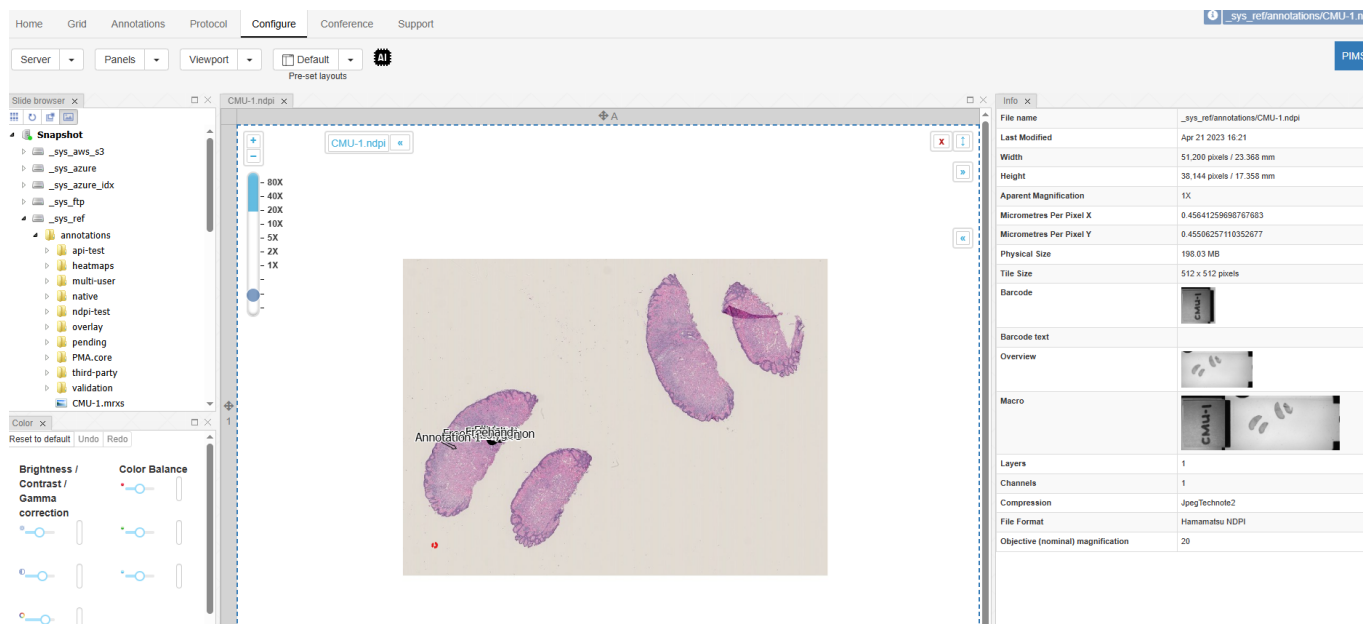 Home Grid Annotations Protocol Configure Conference Support
_sys_ref/annotations/CMU-1.n
Server Panels Viewport Default AI
Pre-set layouts
PIMS
Slide browser x
Snapshot
_sys_aws_s3
_sys_azure
_sys_azure_idx
_sys_ftp
_sys_ref
annotations
api-test
heatmaps
multi-user
native
ndpi-test
overlay
pending
PMA.core
third-party
validation
CMU-1.mrxs
Color x
Reset to default Undo Redo
Brightness /
Contrast /
Gamma
correction
Color Balance
CMU-1.ndpi x
A
1
+
−
CMU-1.ndpi «
x
»
«
80X
40X
20X
10X
5X
2X
1X
Annotation 1
Freehand
Info x
File name _sys_ref/annotations/CMU-1.ndpi
Last Modified Apr 21 2023 16:21
Width 51,200 pixels / 23.368 mm
Height 38,144 pixels / 17.358 mm
Aparent Magnification 1X
Micrometres Per Pixel X 0.45641259698767683
Micrometres Per Pixel Y 0.45506257110352677
Physical Size 198.03 MB
Tile Size 512 x 512 pixels
Barcode CMU-1
Barcode text
Overview
Macro CMU-1
Layers 1
Channels 1
Compression JpegTechnote2
File Format Hamamatsu NDPI
Objective (nominal) magnification 20